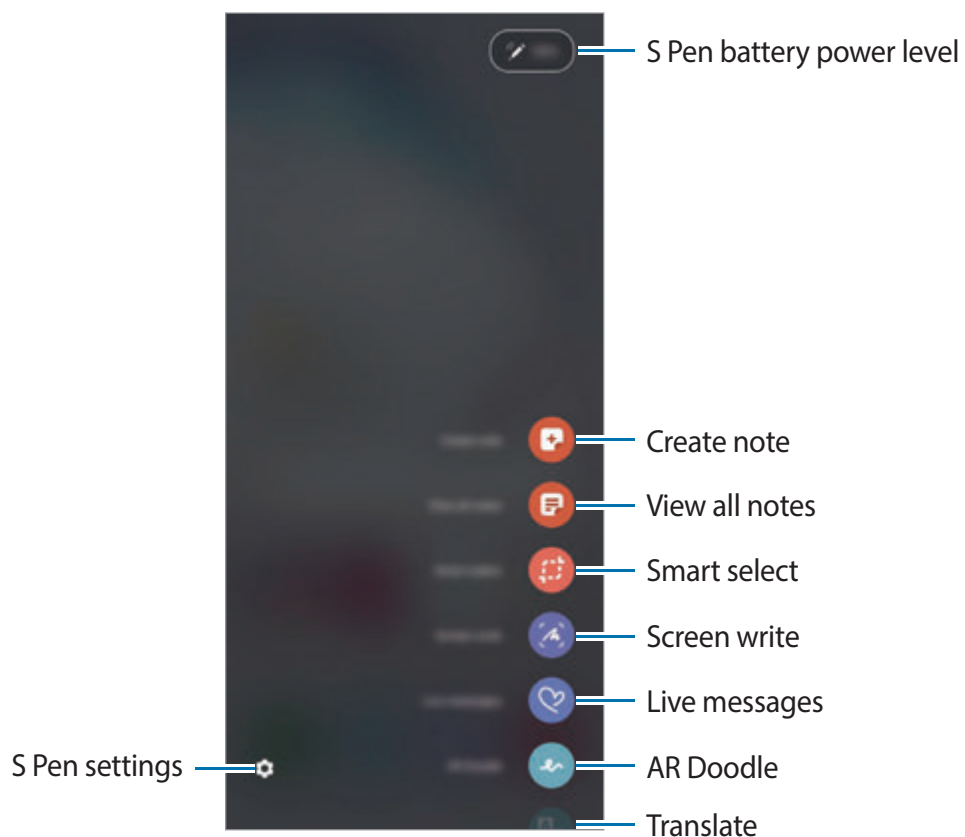 S Pen battery power level
Create note
View all notes
Smart select
Screen write
Live messages
S Pen settings
AR Doodle
Translate